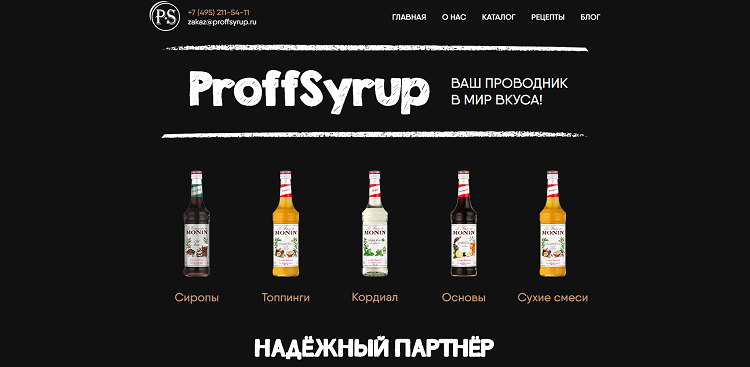 P·S
+7 (495) 211-54-11
zakaz@proffsyrup.ru
ГЛАВНАЯ О НАС КАТАЛОГ РЕЦЕПТЫ БЛОГ
ProffSyrup
ВАШ ПРОВОДНИК
В МИР ВКУСА!
MONIN MONIN MONIN MONIN MONIN
Сиропы Топпинги Кордиал Основы Сухие смеси
НАДЁЖНЫЙ ПАРТНЁР